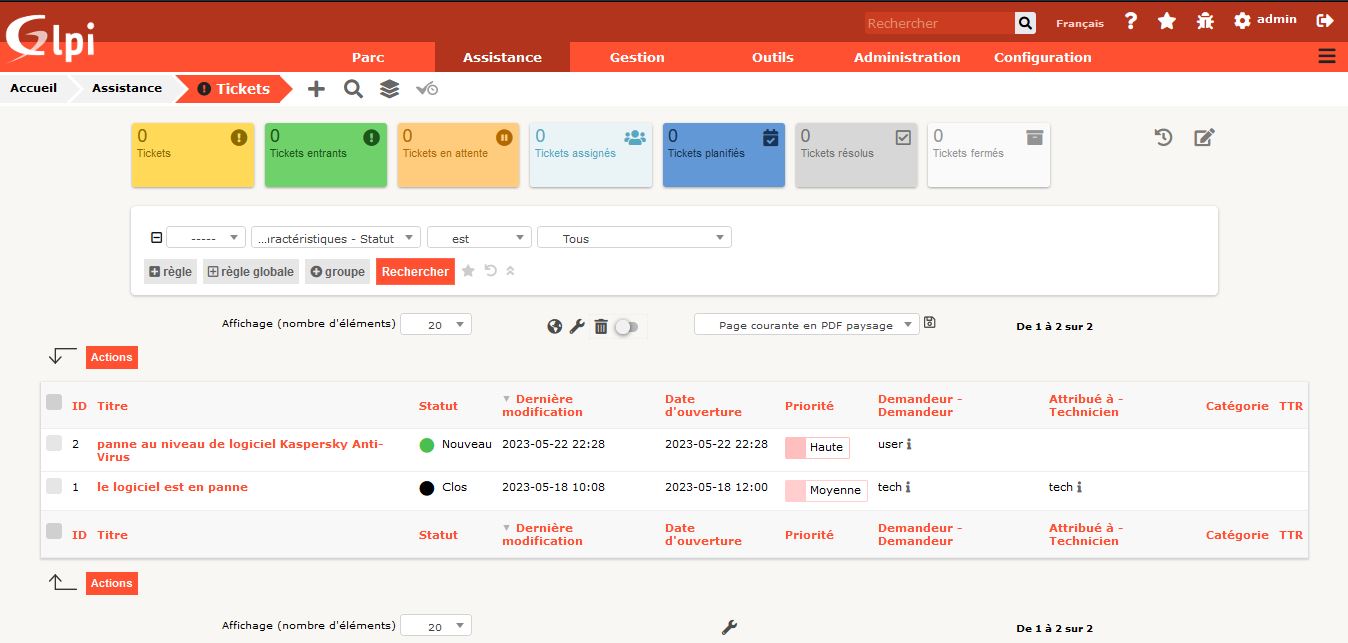 Glpi
Rechercher
Français
admin
Parc Assistance Gestion Outils Administration Configuration
Accueil Assistance Tickets
0 0 0 0 0 0 0
Tickets Tickets entrants Tickets en attente Tickets assignés Tickets planifiés Tickets résolus Tickets fermés
----- ...ıractéristiques - Statut est Tous
règle règle globale groupe Rechercher
Affichage (nombre d'éléments) 20 Page courante en PDF paysage De 1 à 2 sur 2
Actions
ID Titre Statut Dernière modification Date d'ouverture Priorité Demandeur - Demandeur Attribué à - Technicien Catégorie TTR
2 panne au niveau de logiciel Kaspersky Anti-Virus Nouveau 2023-05-22 22:28 2023-05-22 22:28 Haute user
1 le logiciel est en panne Clos 2023-05-18 10:08 2023-05-18 12:00 Moyenne tech tech
ID Titre Statut Dernière modification Date d'ouverture Priorité Demandeur - Demandeur Attribué à - Technicien Catégorie TTR
Actions
Affichage (nombre d'éléments) 20 De 1 à 2 sur 2